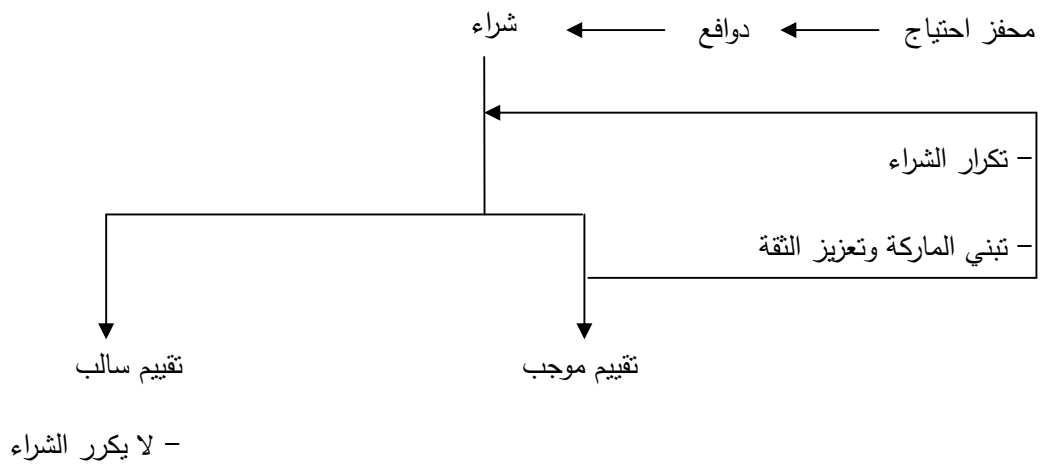 محفز احتياج دوافع شراء
- تكرار الشراء
- تبني الماركة وتعزيز الثقة
تقييم موجب تقييم سالب
- لا يكرر الشراء